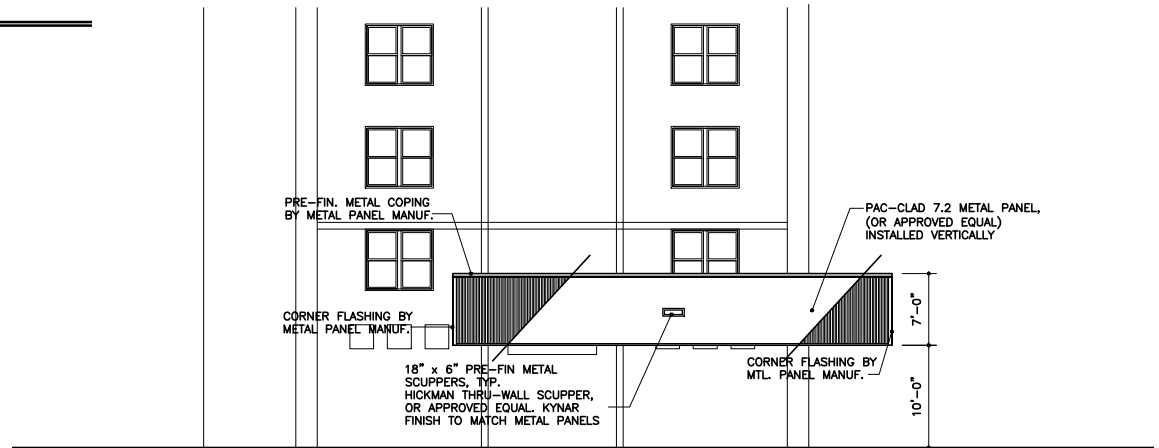 PRE-FIN. METAL COPING
BY METAL PANEL MANUF.
PAC-CLAD 7.2 METAL PANEL,
(OR APPROVED EQUAL)
INSTALLED VERTICALLY
CORNER FLASHING BY
METAL PANEL MANUF.
7'-0"
18" x 6" PRE-FIN METAL
SCUPPERS, TYP.
HICKMAN THRU-WALL SCUPPER,
OR APPROVED EQUAL. KYNAR
FINISH TO MATCH METAL PANELS
CORNER FLASHING BY
MTL. PANEL MANUF.
10'-0"